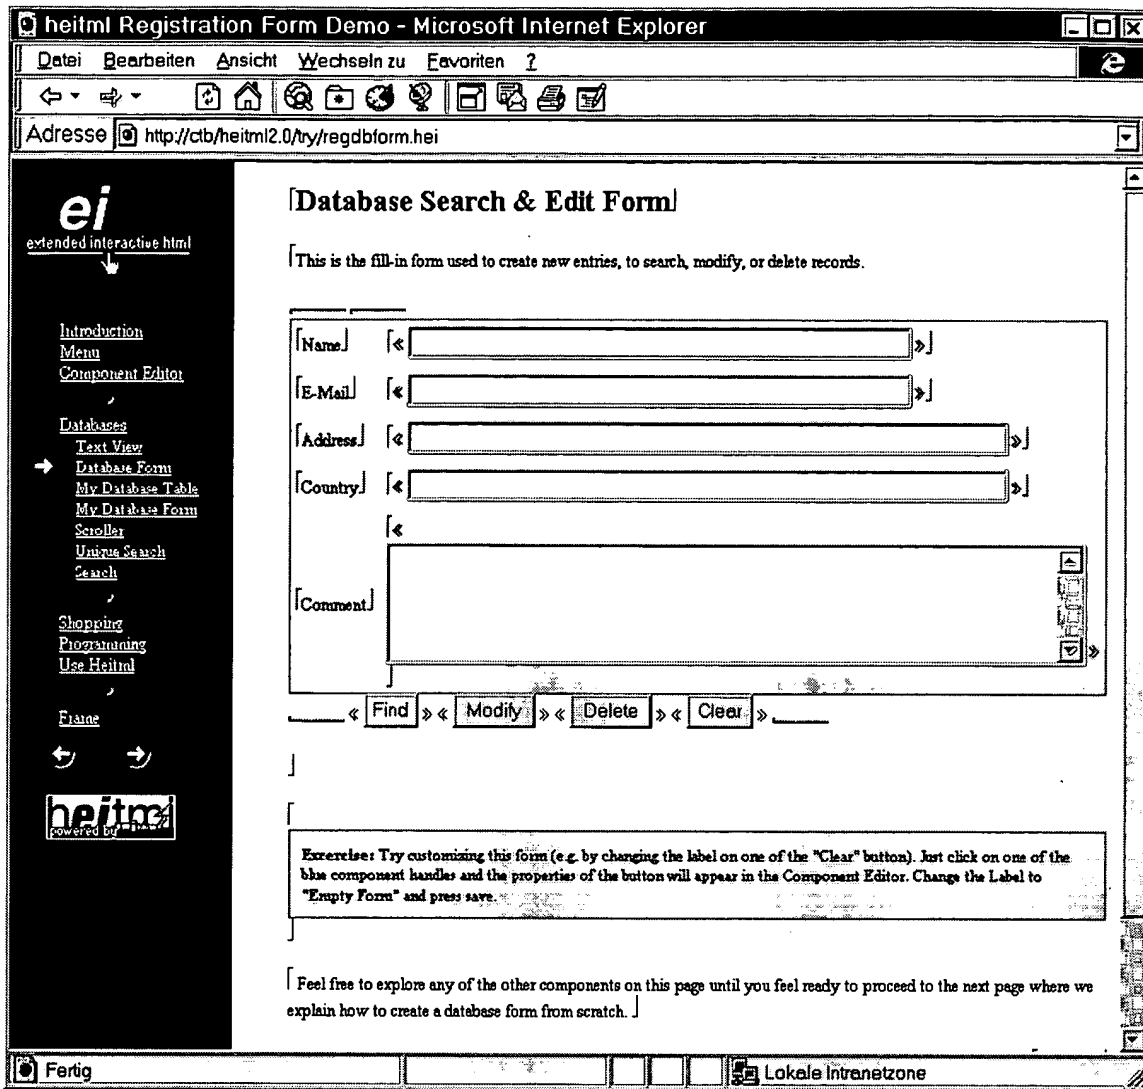 heitml Registration Form Demo - Microsoft Internet Explorer
Datei Bearbeiten Ansicht Wechseln zu Favoriten ?
Adresse http://ctb/heitml2.0/try/regdbform.hei
ei
extended interactive html
Introduction
Menu
Component Editor
Databases
Text View
Database Form
My Database Table
My Database Form
Scroller
Unique Search
Search
Shopping
Programming
Use Heitml
Frame
heitml
powered by
Database Search & Edit Form
This is the fill-in form used to create new entries, to search, modify, or delete records.
Name « »
E-Mail « »
Address « »
Country « »
«
Comment
»
« Find » « Modify » « Delete » « Clear »
Excercise: Try customizing this form (e.g. by changing the label on one of the "Clear" button). Just click on one of the
blue component handles and the properties of the button will appear in the Component Editor. Change the Label to
"Empty Form" and press save.
Feel free to explore any of the other components on this page until you feel ready to proceed to the next page where we
explain how to create a database form from scratch.
Fertig
Lokale Intranetzone